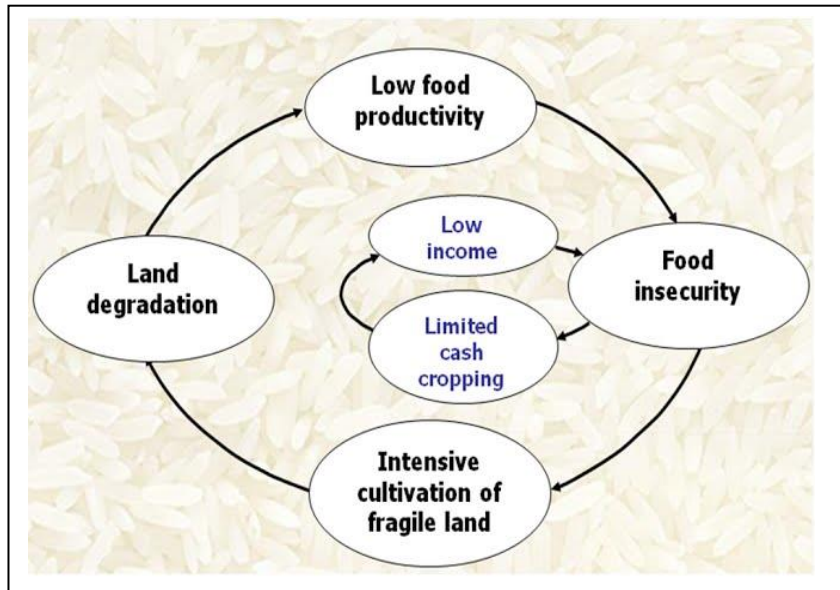 Low food
productivity
Low
income
Food
insecurity
Land
degradation
Limited
cash
cropping
Intensive
cultivation of
fragile land